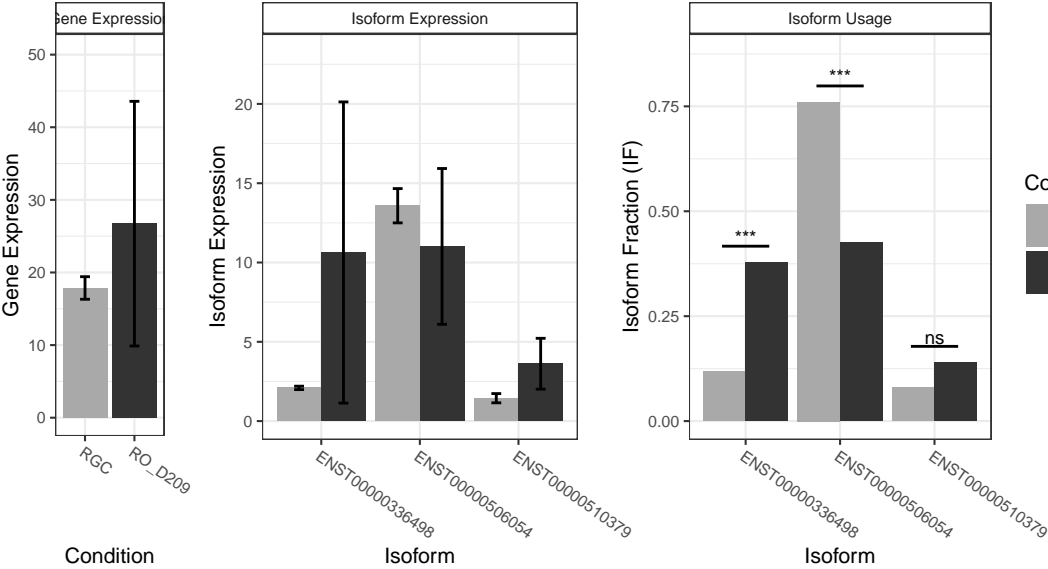 Gene Expression
Isoform Expression
Isoform Usage
Gene Expression
50
40
30
20
10
0
RGC
RO_D209
Condition
Isoform Expression
20
15
10
5
0
ENST00000336498
ENST00000506054
ENST00000510379
Isoform
Isoform Fraction (IF)
0.75
0.50
0.25
0.00
***
***
ns
ENST00000336498
ENST00000506054
ENST00000510379
Isoform
Co